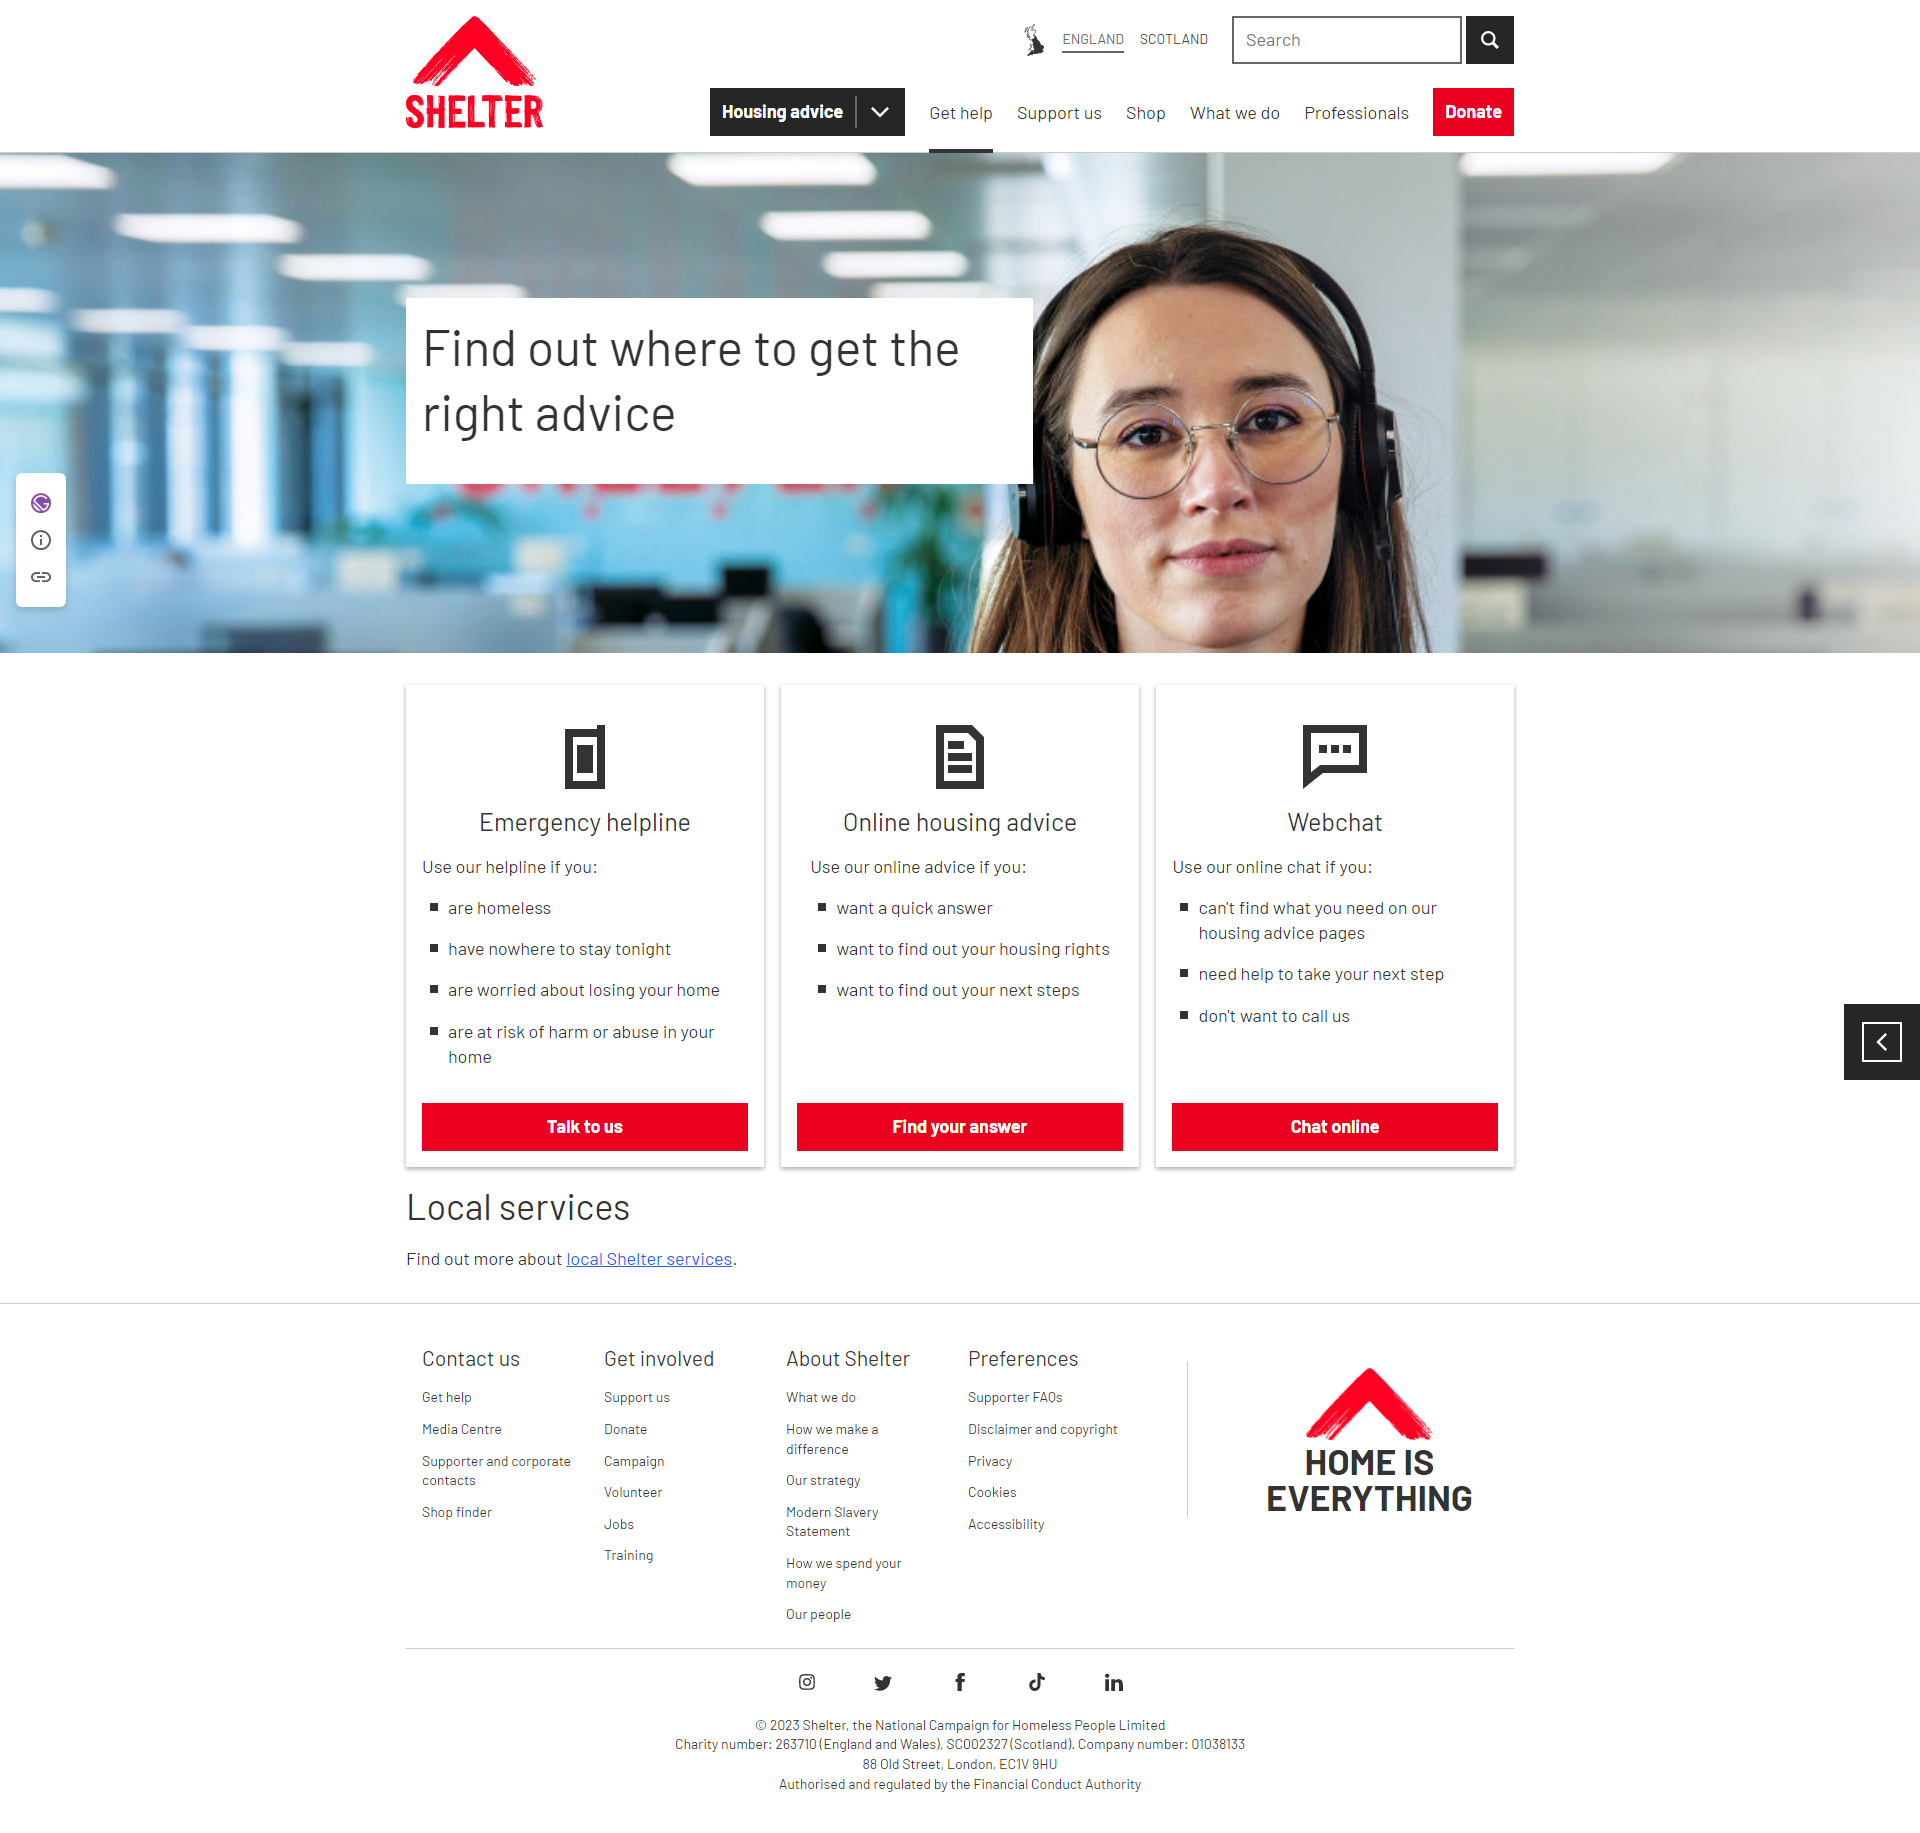 SHELTER
ENGLAND
SCOTLAND
Search
Housing advice
Get help
Support us
Shop
What we do
Professionals
Donate
Find out where to get the
right advice
Emergency helpline
Use our helpline if you:
are homeless
have nowhere to stay tonight
are worried about losing your home
are at risk of harm or abuse in your
home
Talk to us
Online housing advice
Use our online advice if you:
want a quick answer
want to find out your housing rights
want to find out your next steps
Find your answer
Webchat
Use our online chat if you:
can't find what you need on our
housing advice pages
need help to take your next step
don't want to call us
Chat online
Local services
Find out more about local Shelter services.
Contact us
Get help
Media Centre
Supporter and corporate
contacts
Shop finder
Get involved
Support us
Donate
Campaign
Volunteer
Jobs
Training
About Shelter
What we do
How we make a
difference
Our strategy
Modern Slavery
Statement
How we spend your
money
Our people
Preferences
Supporter FAQs
Disclaimer and copyright
Privacy
Cookies
Accessibility
HOME IS
EVERYTHING
© 2023 Shelter, the National Campaign for Homeless People Limited
Charity number: 263710 (England and Wales), SC002327 (Scotland). Company number: 01038133
88 Old Street, London, EC1V 9HU
Authorised and regulated by the Financial Conduct Authority